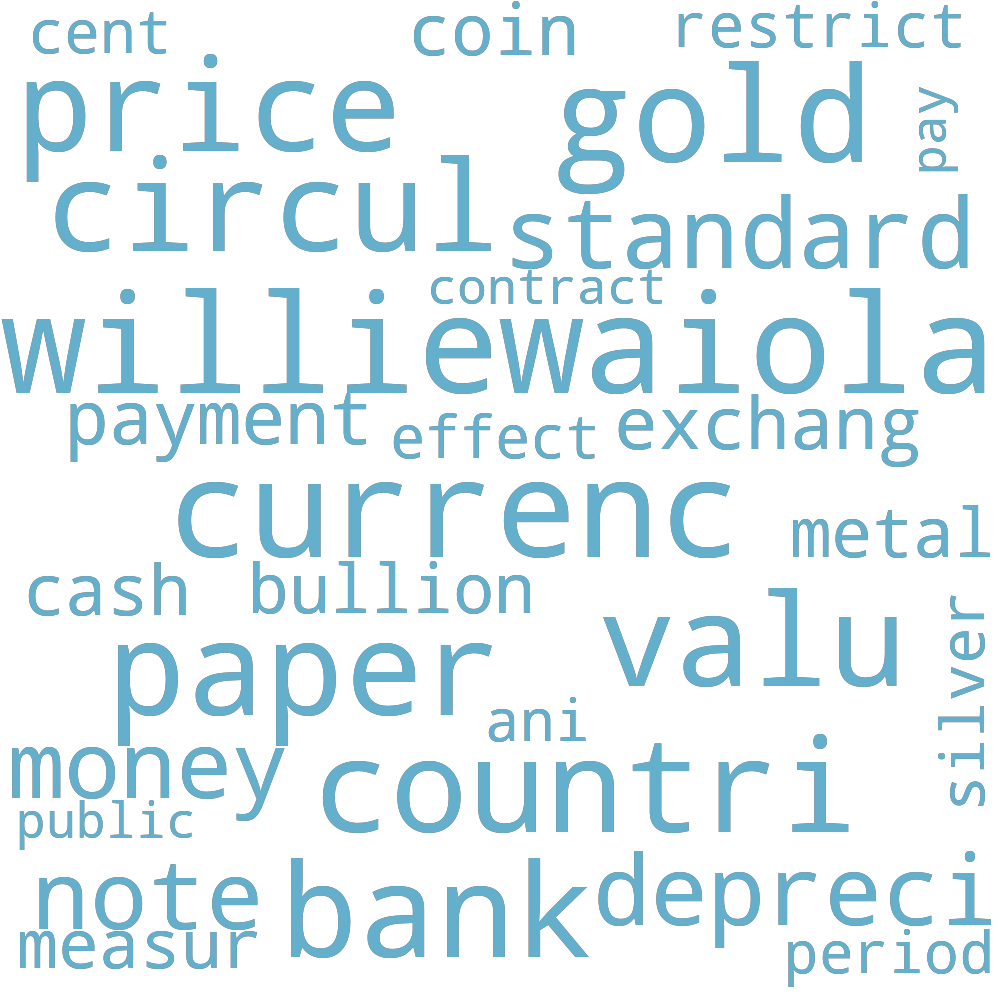 cent coin restrict
price gold pay
circul standard
contract
williewaiola
payment effect exchang
currenc metal
cash bullion
paper valu silver
ani
money countri
public
note bank depreci
measur period